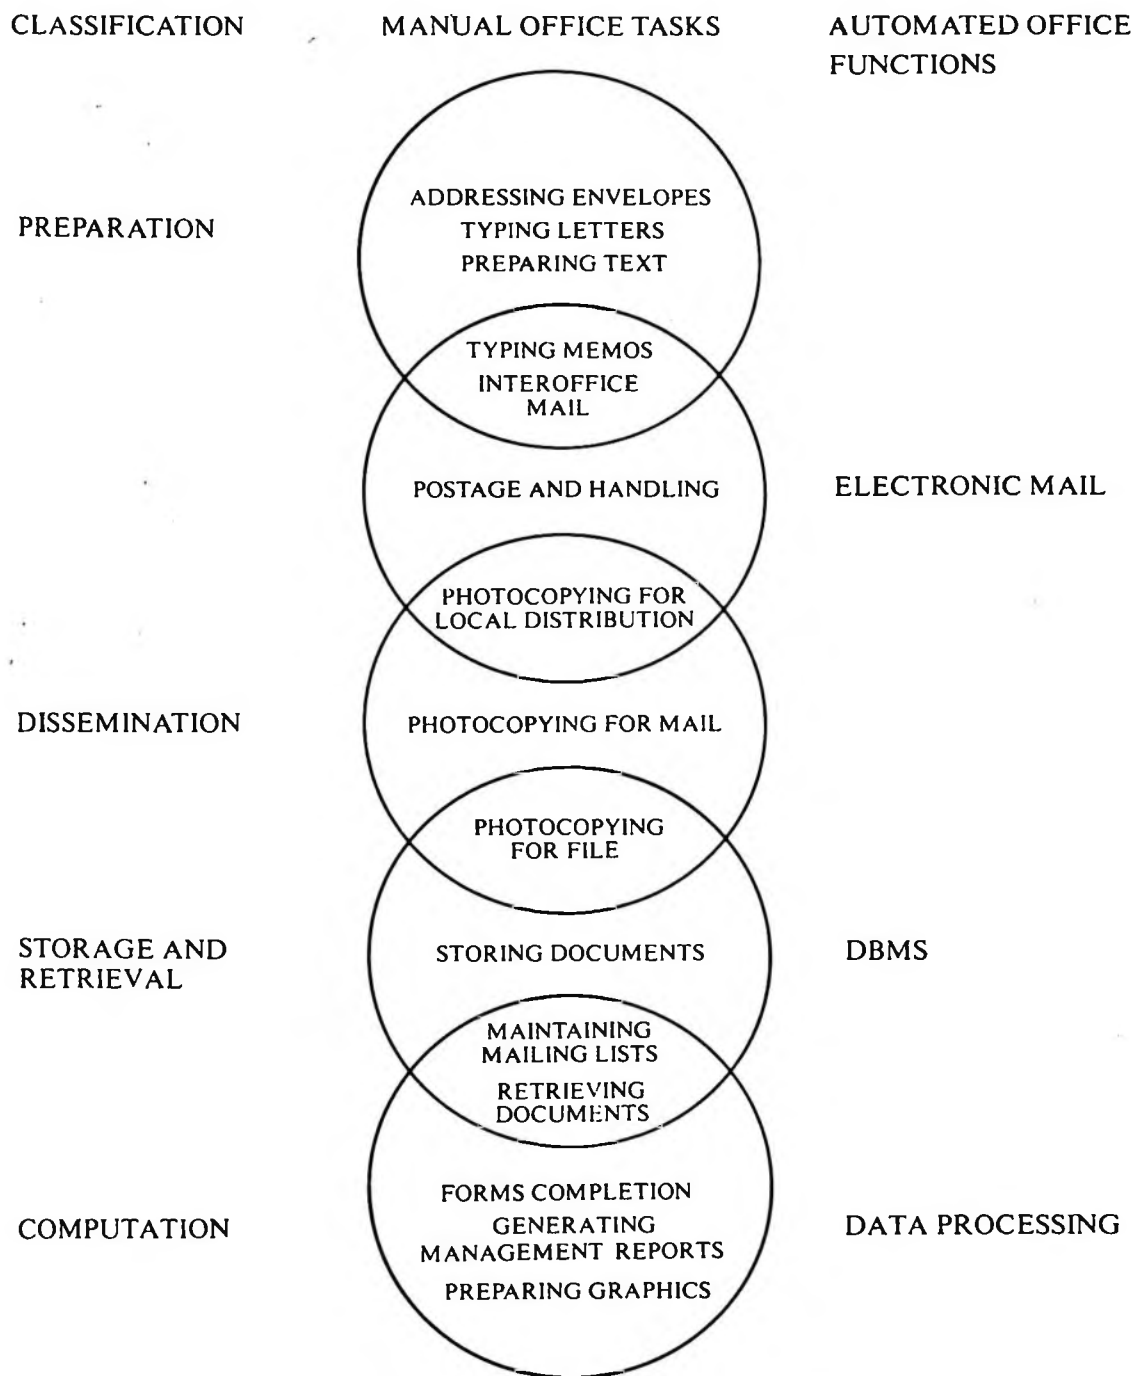 CLASSIFICATION
MANUAL OFFICE TASKS
AUTOMATED OFFICE
FUNCTIONS
PREPARATION
ADDRESSING ENVELOPES
TYPING LETTERS
PREPARING TEXT
TYPING MEMOS
INTEROFFICE
MAIL
POSTAGE AND HANDLING
ELECTRONIC MAIL
PHOTOCOPYING FOR
LOCAL DISTRIBUTION
DISSEMINATION
PHOTOCOPYING FOR MAIL
PHOTOCOPYING
FOR FILE
STORAGE AND
RETRIEVAL
STORING DOCUMENTS
DBMS
MAINTAINING
MAILING LISTS
RETRIEVING
DOCUMENTS
COMPUTATION
FORMS COMPLETION
GENERATING
MANAGEMENT REPORTS
PREPARING GRAPHICS
DATA PROCESSING